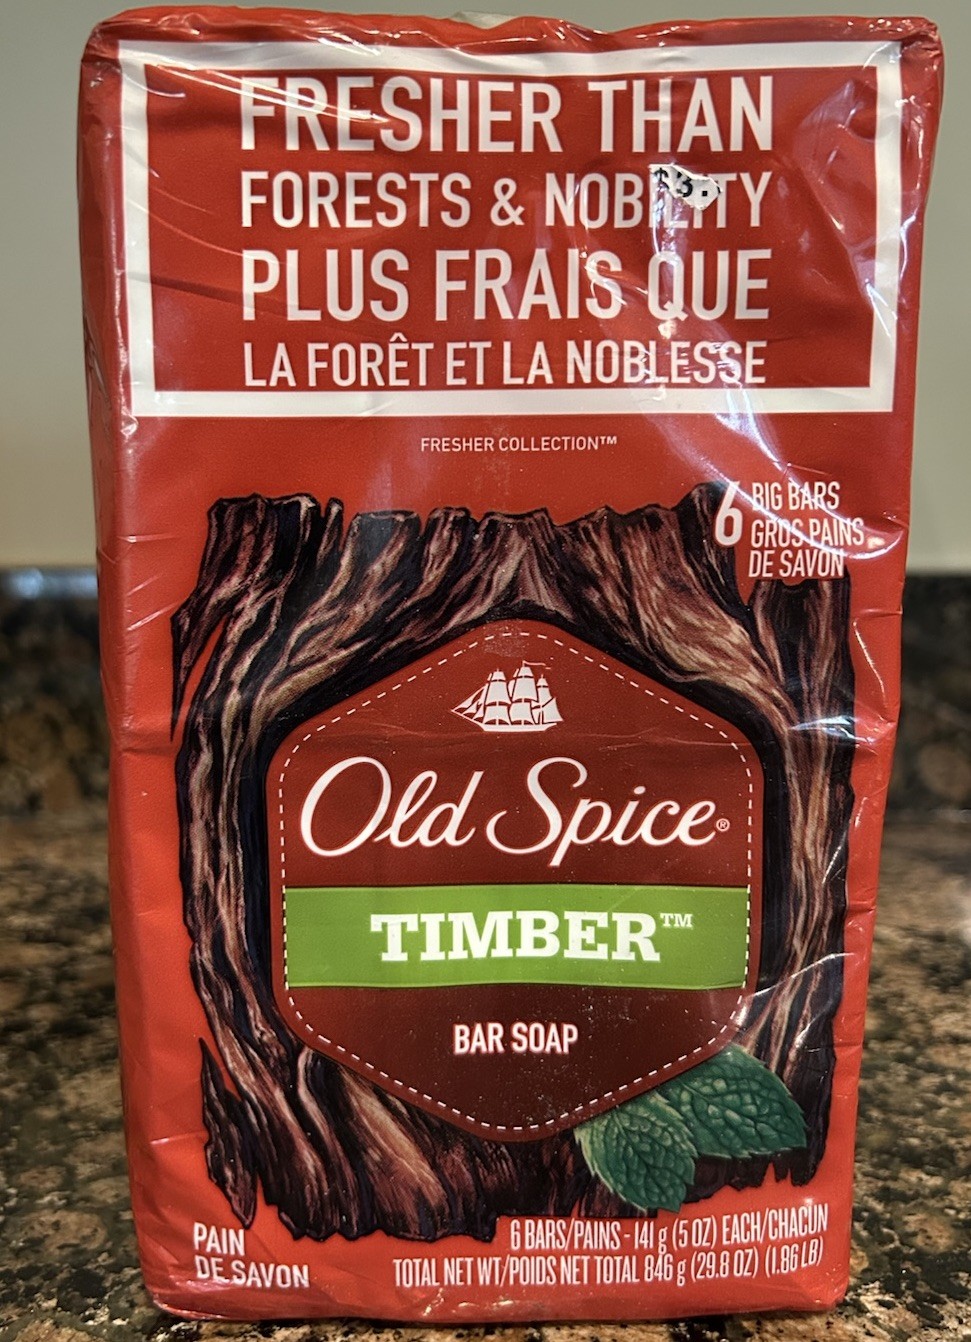 FRESHER THAN
FORESTS & NOBILITY
$3.
PLUS FRAIS QUE
LA FORÊT ET LA NOBLESSE
FRESHER COLLECTION™
6 BIG BARS
GROS PAINS
DE SAVON
Old Spice®
TIMBER™
BAR SOAP
PAIN
DE SAVON
6 BARS/PAINS - 141 g (5 OZ) EACH/CHACUN
TOTAL NET WT/POIDS NET TOTAL 846 g (29.8 OZ) (1.86 LB)